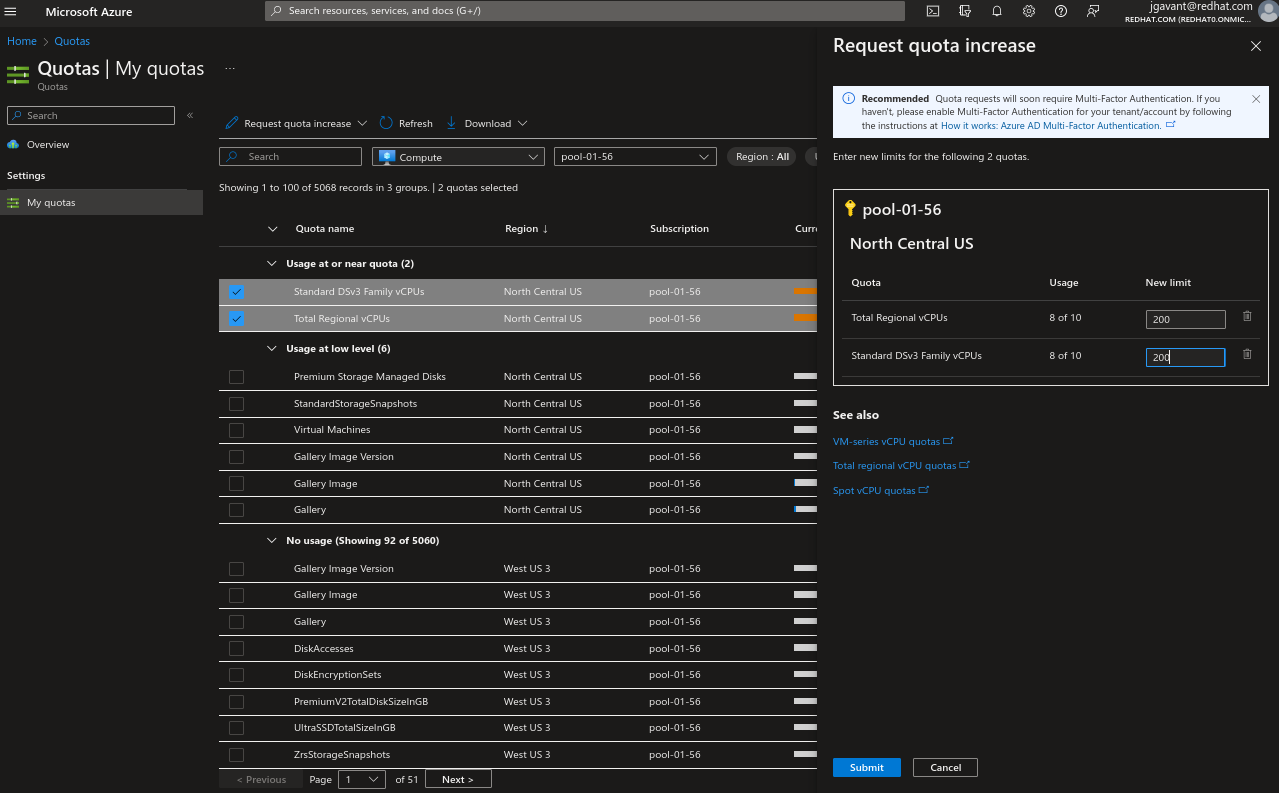 Microsoft Azure
Search resources, services, and docs (G+/)
jgavant@redhat.com
REDHAT.COM (REDHAT0.ONMIC...
Home > Quotas
Quotas | My quotas ...
Quotas
Search «
Overview
Settings
My quotas
Request quota increase Refresh Download
Search Compute pool-01-56 Region : All
Showing 1 to 100 of 5068 records in 3 groups. | 2 quotas selected
Quota name Region ↓ Subscription Curre
Usage at or near quota (2)
Standard DSv3 Family vCPUs North Central US pool-01-56
Total Regional vCPUs North Central US pool-01-56
Usage at low level (6)
Premium Storage Managed Disks North Central US pool-01-56
StandardStorageSnapshots North Central US pool-01-56
Virtual Machines North Central US pool-01-56
Gallery Image Version North Central US pool-01-56
Gallery Image North Central US pool-01-56
Gallery North Central US pool-01-56
No usage (Showing 92 of 5060)
Gallery Image Version West US 3 pool-01-56
Gallery Image West US 3 pool-01-56
Gallery West US 3 pool-01-56
DiskAccesses West US 3 pool-01-56
DiskEncryptionSets West US 3 pool-01-56
PremiumV2TotalDiskSizeInGB West US 3 pool-01-56
UltraSSDTotalSizeInGB West US 3 pool-01-56
ZrsStorageSnapshots West US 3 pool-01-56
< Previous Page 1 of 51 Next >
Request quota increase
Recommended Quota requests will soon require Multi-Factor Authentication. If you
haven't, please enable Multi-Factor Authentication for your tenant/account by following
the instructions at How it works: Azure AD Multi-Factor Authentication.
Enter new limits for the following 2 quotas.
pool-01-56
North Central US
Quota Usage New limit
Total Regional vCPUs 8 of 10 200
Standard DSv3 Family vCPUs 8 of 10 200
See also
VM-series vCPU quotas
Total regional vCPU quotas
Spot vCPU quotas
Submit Cancel